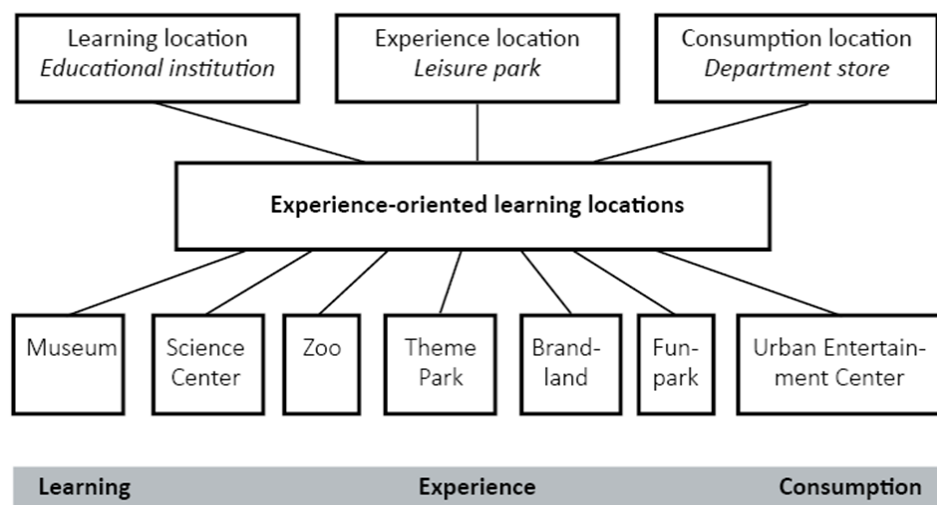 Learning location
Educational institution
Experience location
Leisure park
Consumption location
Department store
Experience-oriented learning locations
Museum
Science
Center
Zoo
Theme
Park
Brand-
land
Fun-
park
Urban Entertain-
ment Center
Learning
Experience
Consumption